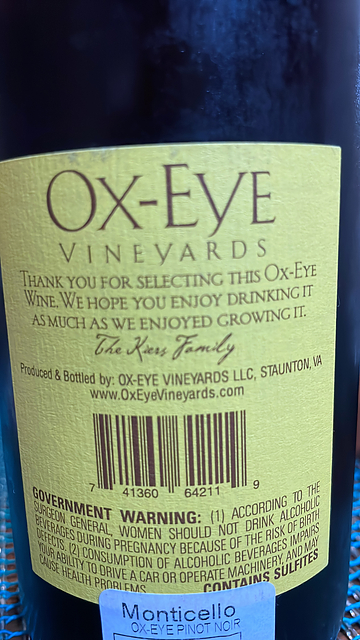 OX-EYE
VINEYARDS
THANK YOU FOR SELECTING THIS OX-EYE
WINE. WE HOPE YOU ENJOY DRINKING IT
AS MUCH AS WE ENJOYED GROWING IT.
The Kiers Family
Produced & Bottled by: OX-EYE VINEYARDS LLC, STAUNTON, VA
www.OxEyeVineyards.com
7 41360 64211 9
GOVERNMENT WARNING: (1) ACCORDING TO THE
SURGEON GENERAL, WOMEN SHOULD NOT DRINK ALCOHOLIC
BEVERAGES DURING PREGNANCY BECAUSE OF THE RISK OF BIRTH
DEFECTS. (2) CONSUMPTION OF ALCOHOLIC BEVERAGES IMPAIRS
YOUR ABILITY TO DRIVE A CAR OR OPERATE MACHINERY, AND MAY
CAUSE HEALTH PROBLEMS. CONTAINS SULFITES
Monticello
OX-EYE PINOT NOIR